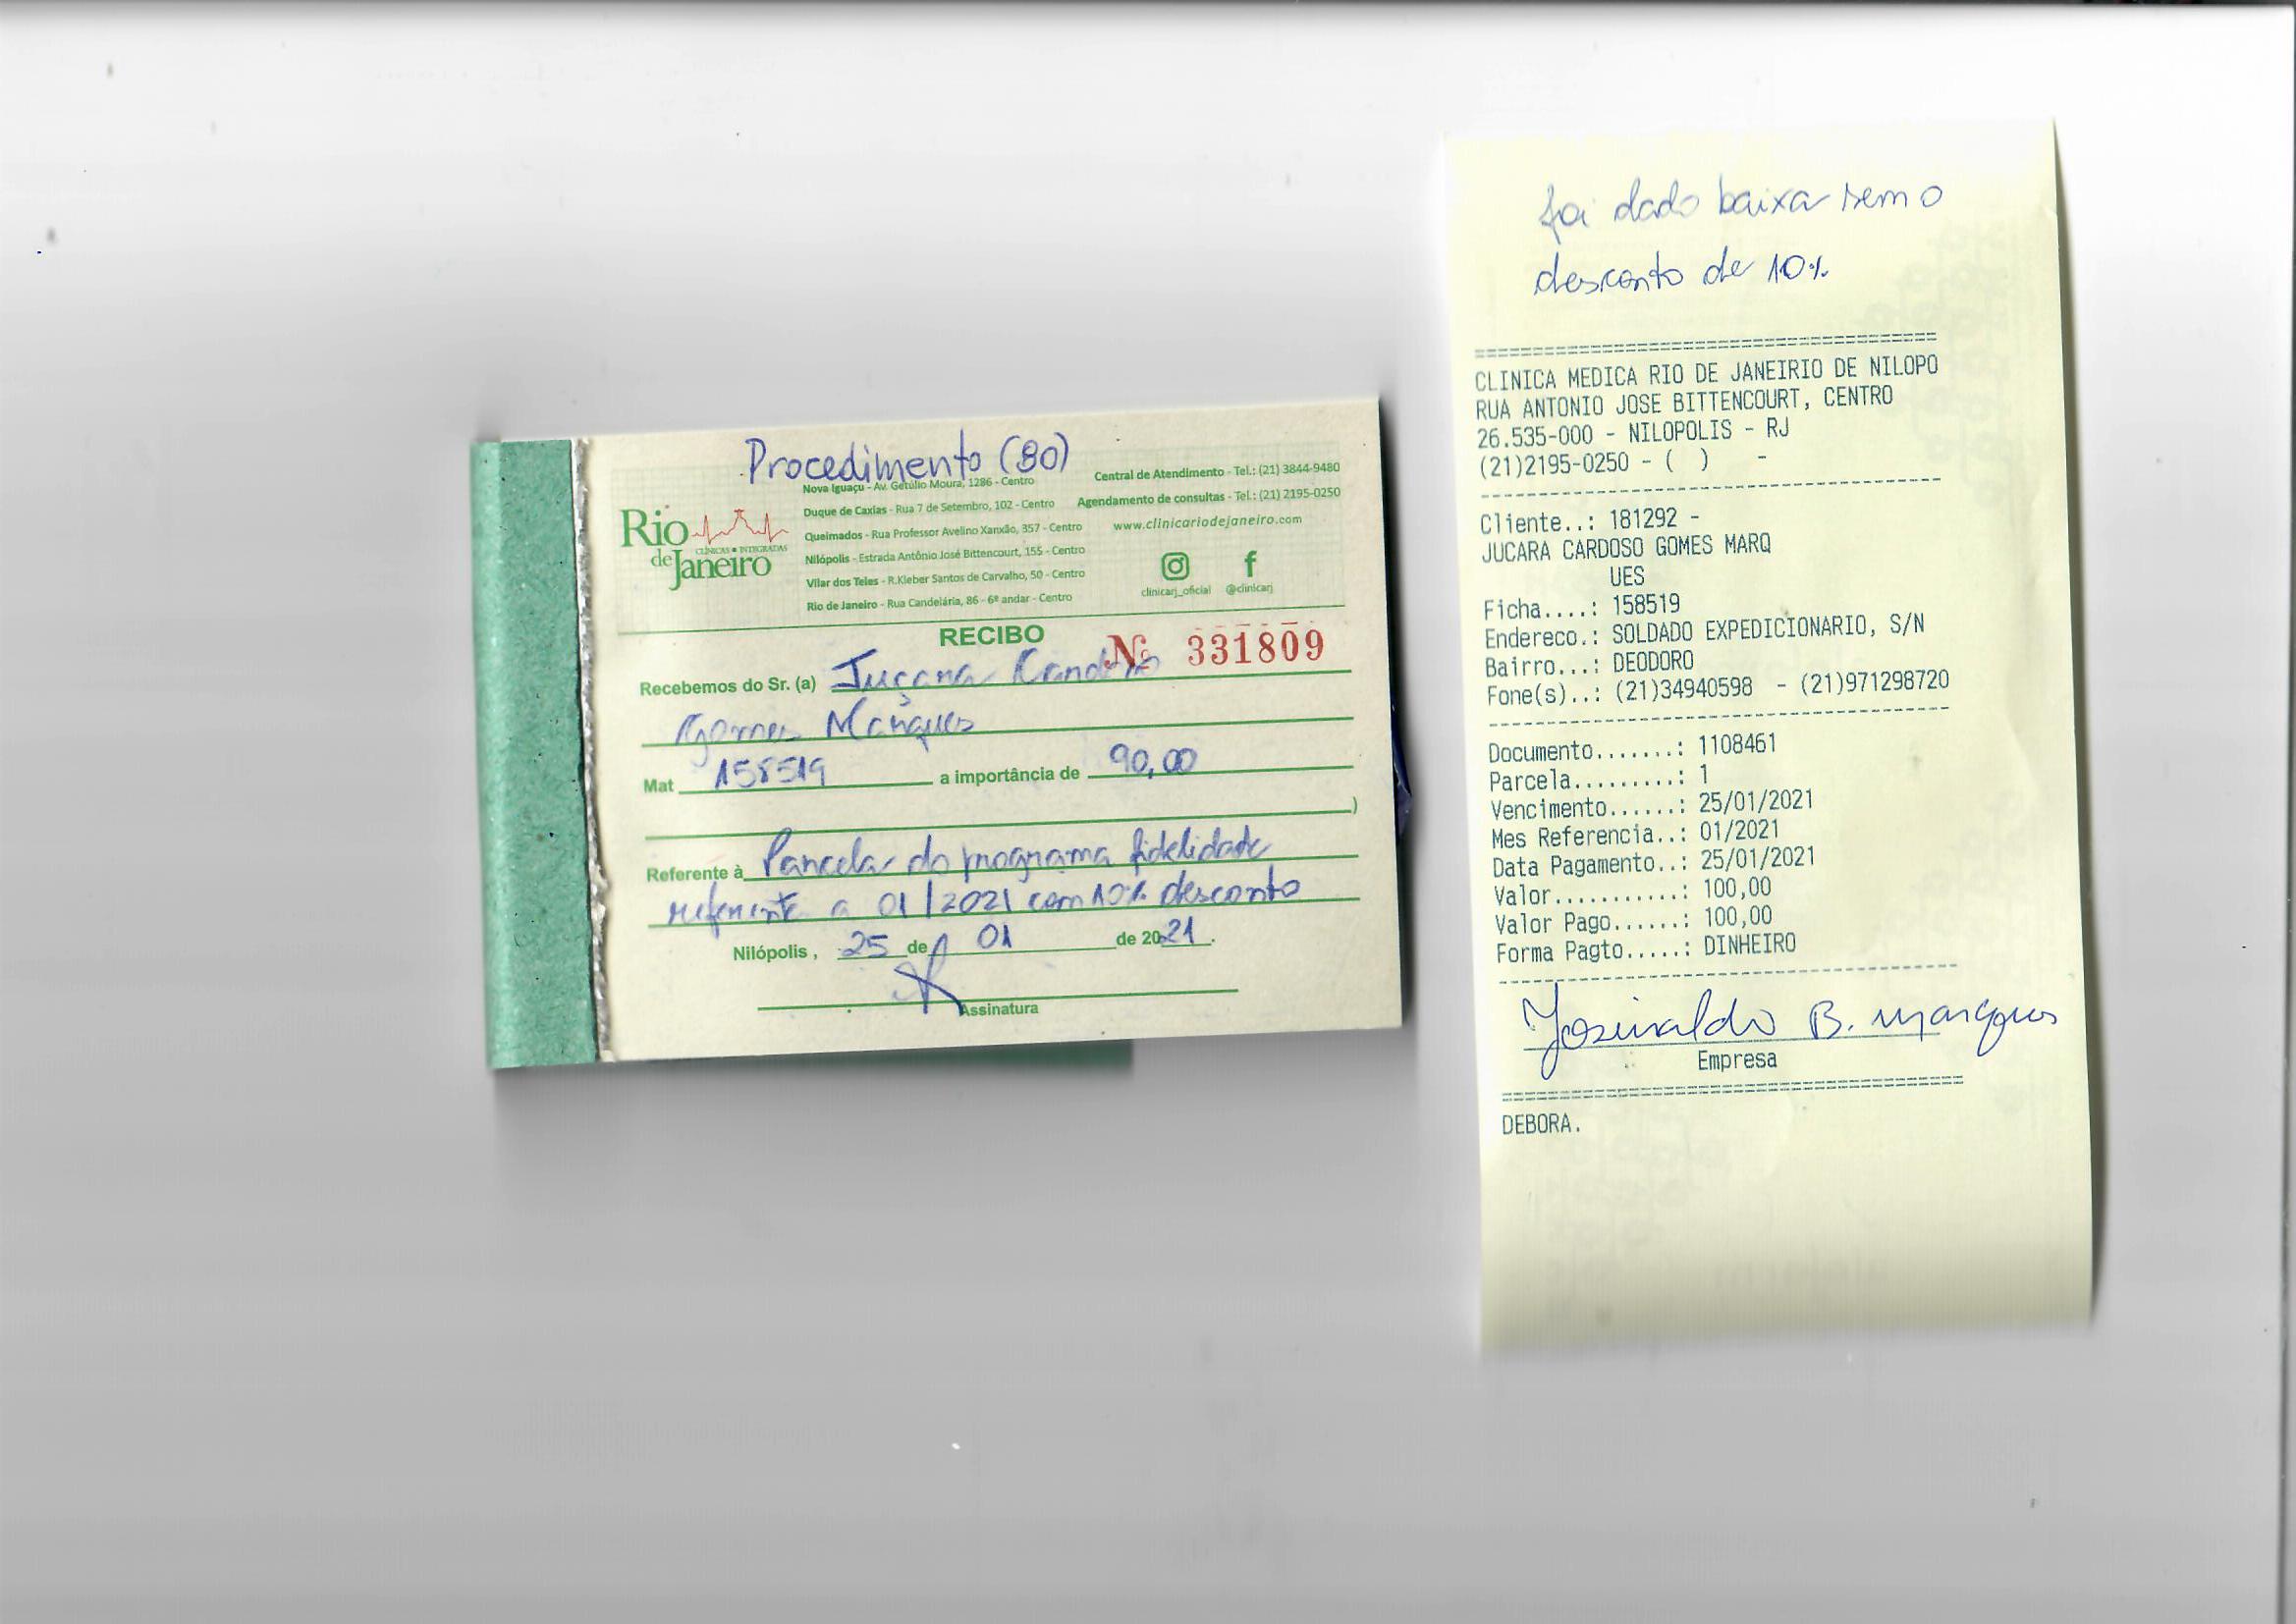 Procedimento (80)
Rio
de Janeiro
CLÍNICAS INTEGRADAS
Nova Iguaçu - Av. Getúlio Moura, 1286 - Centro
Duque de Caxias - Rua 7 de Setembro, 102 - Centro
Queimados - Rua Professor Avelino Xanxão, 357 - Centro
Nilópolis - Estrada Antônio José Bittencourt, 155 - Centro
Vilar dos Teles - R.Kleber Santos de Carvalho, 50 - Centro
Rio de Janeiro - Rua Candelária, 86 - 6º andar - Centro
Central de Atendimento - Tel.: (21) 3844-9480
Agendamento de consultas - Tel.: (21) 2195-0250
www.clinicariodejaneiro.com
clinicarj_oficial @clinicarj
RECIBO
Nº 331809
Recebemos do Sr. (a) Juçara Cardoso
Gomes Marques
Mat 158519 a importância de 90,00
)
Referente à Parcela do programa fidelidade
referente a 01/2021 com 10% desconto
Nilópolis, 25 de 01 de 2021.
Assinatura
foi dado baixa sem o
desconto de 10%
=======================================
CLINICA MEDICA RIO DE JANEIRIO DE NILOPO
RUA ANTONIO JOSE BITTENCOURT, CENTRO
26.535-000 - NILOPOLIS - RJ
(21)2195-0250 - ( ) -
---------------------------------------
Cliente..: 181292 -
JUCARA CARDOSO GOMES MARQ
UES
Ficha....: 158519
Endereco.: SOLDADO EXPEDICIONARIO, S/N
Bairro...: DEODORO
Fone(s)..: (21)34940598 - (21)971298720
---------------------------------------
Documento.......: 1108461
Parcela.........: 1
Vencimento......: 25/01/2021
Mes Referencia..: 01/2021
Data Pagamento..: 25/01/2021
Valor...........: 100,00
Valor Pago......: 100,00
Forma Pagto.....: DINHEIRO
---------------------------------------
Josivaldo B. Marques
Empresa
=======================================
DEBORA.